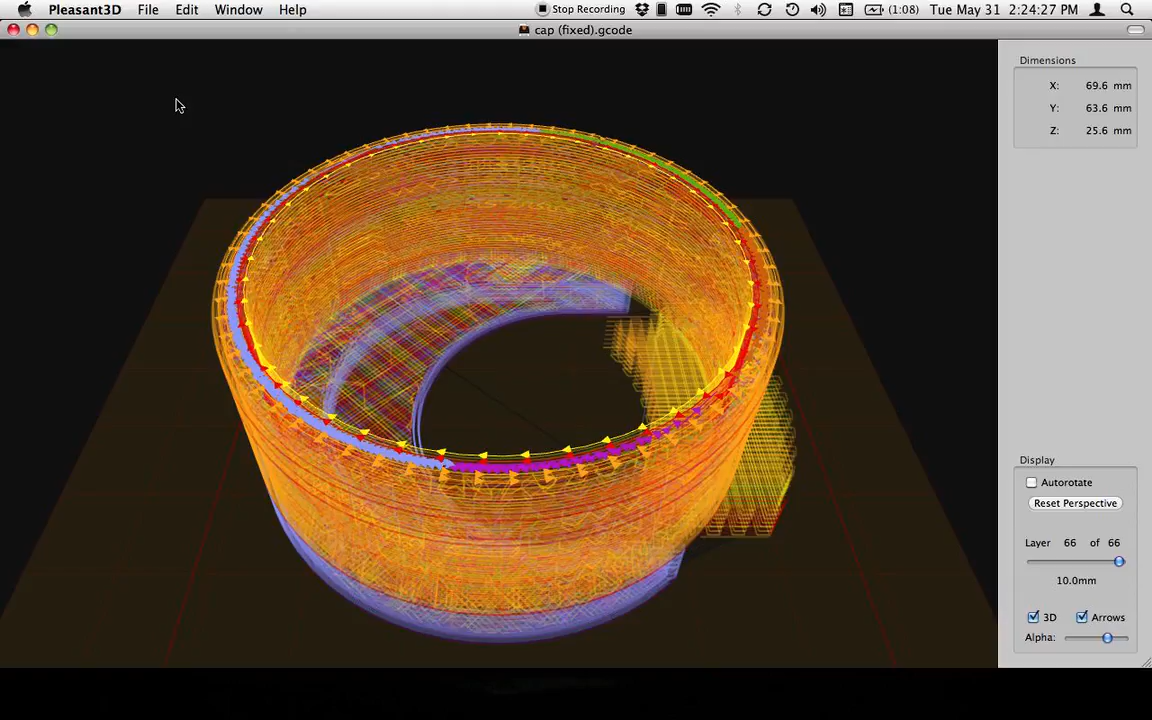 Pleasant3D File Edit Window Help Stop Recording (1:08) Tue May 31 2:24:27 PM
cap (fixed).gcode
Dimensions
X: 69.6 mm
Y: 63.6 mm
Z: 25.6 mm
Display
Autorotate
Reset Perspective
Layer 66 of 66
10.0mm
3D Arrows
Alpha: